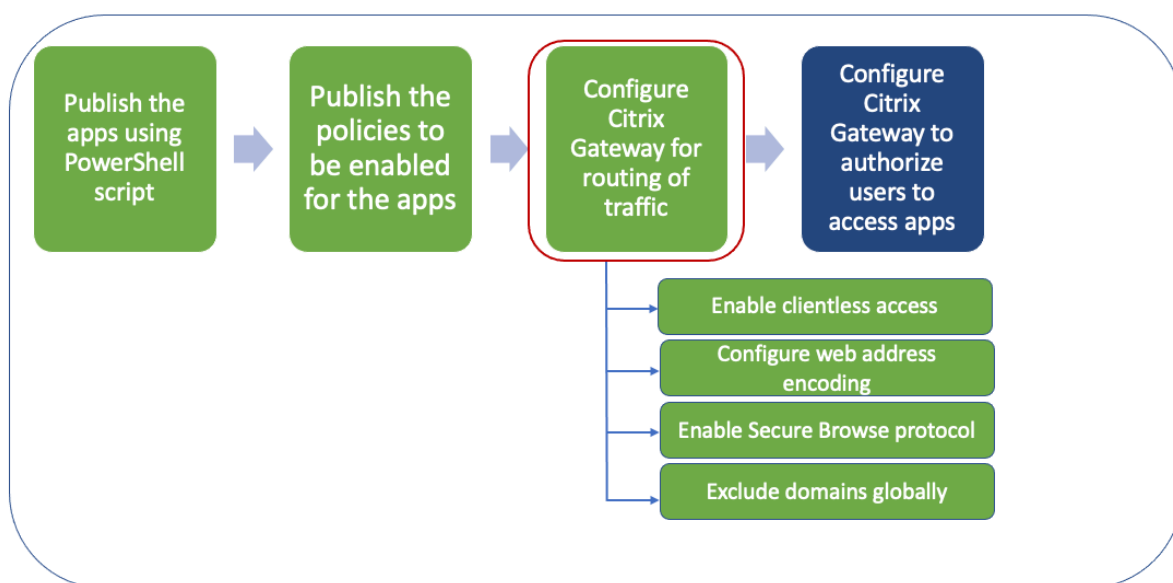 Publish the
apps using
PowerShell
script
Publish the
policies to
be enabled
for the apps
Configure
Citrix
Gateway for
routing of
traffic
Configure
Citrix
Gateway to
authorize
users to
access apps
Enable clientless access
Configure web address
encoding
Enable Secure Browse protocol
Exclude domains globally